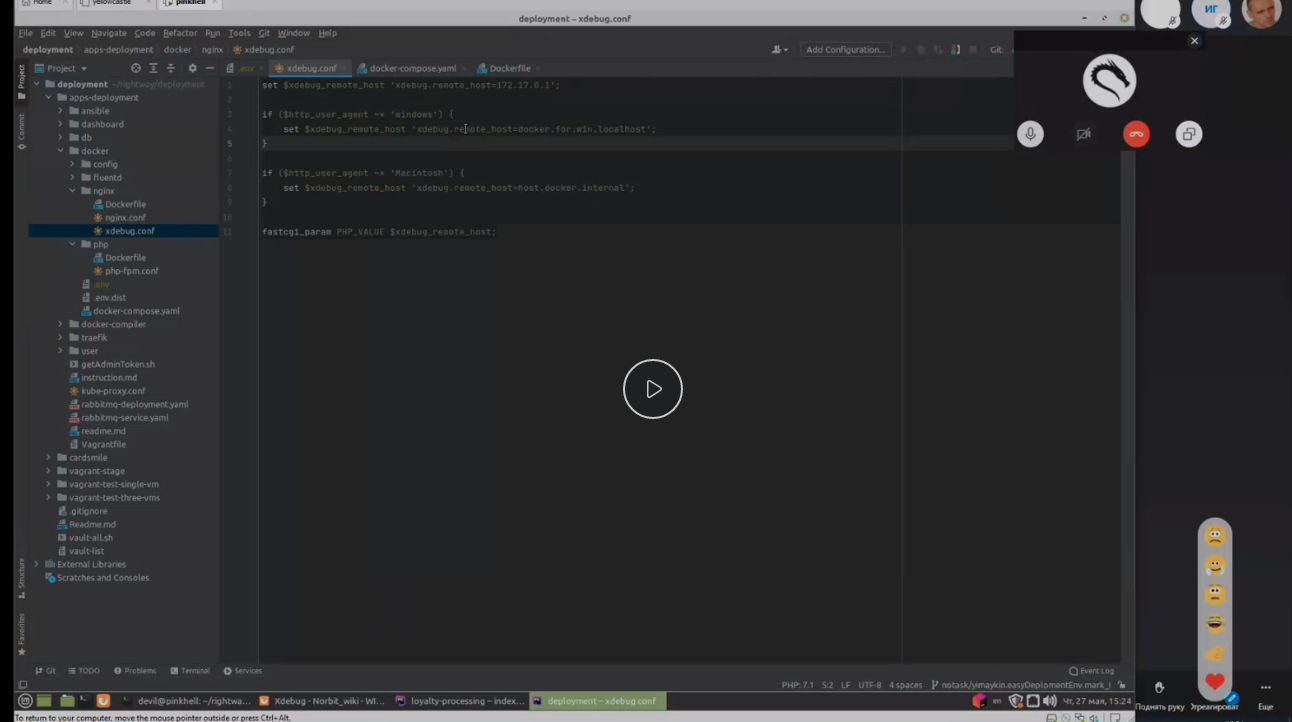 Home
yellowcastle
pinkhell
deployment – xdebug.conf
ИГ
File Edit View Navigate Code Refactor Run Tools Git Window Help
deployment apps-deployment docker nginx xdebug.conf
Add Configuration...
Git:
Project
.env
xdebug.conf
docker-compose.yaml
Dockerfile
Project
Commit
Structure
Favorites
deployment ~/rightway/deployment
apps-deployment
ansible
dashboard
db
docker
config
fluentd
nginx
Dockerfile
nginx.conf
xdebug.conf
php
Dockerfile
php-fpm.conf
.env
.env.dist
docker-compose.yaml
docker-compiler
traefik
user
getAdminToken.sh
instruction.md
kube-proxy.conf
rabbitmq-deployment.yaml
rabbitmq-service.yaml
readme.md
Vagrantfile
cardsmile
vagrant-stage
vagrant-test-single-vm
vagrant-test-three-vms
.gitignore
Readme.md
vault-all.sh
vault-list
External Libraries
Scratches and Consoles
1 set $xdebug_remote_host 'xdebug.remote_host=172.17.0.1';
2
3 if ($http_user_agent ~* 'windows') {
4 set $xdebug_remote_host 'xdebug.remote_host=docker.for.win.localhost';
5 }
6
7 if ($http_user_agent ~* 'Macintosh') {
8 set $xdebug_remote_host 'xdebug.remote_host=host.docker.internal';
9 }
10
11 fastcgi_param PHP_VALUE $xdebug_remote_host;
Git TODO Problems Terminal Services
Event Log
PHP: 7.1 5:2 LF UTF-8 4 spaces notask/yimaykin.easyDeplomentEnv.mark_l
devil@pinkhell: ~/rightwa...
Xdebug - Norbit_wiki - WI...
loyalty-processing – index...
deployment – xdebug.conf
en
Чт, 27 мая, 15:24
To return to your computer, move the mouse pointer outside or press Ctrl+Alt.
Поднять руку
Отреагировать
Еще